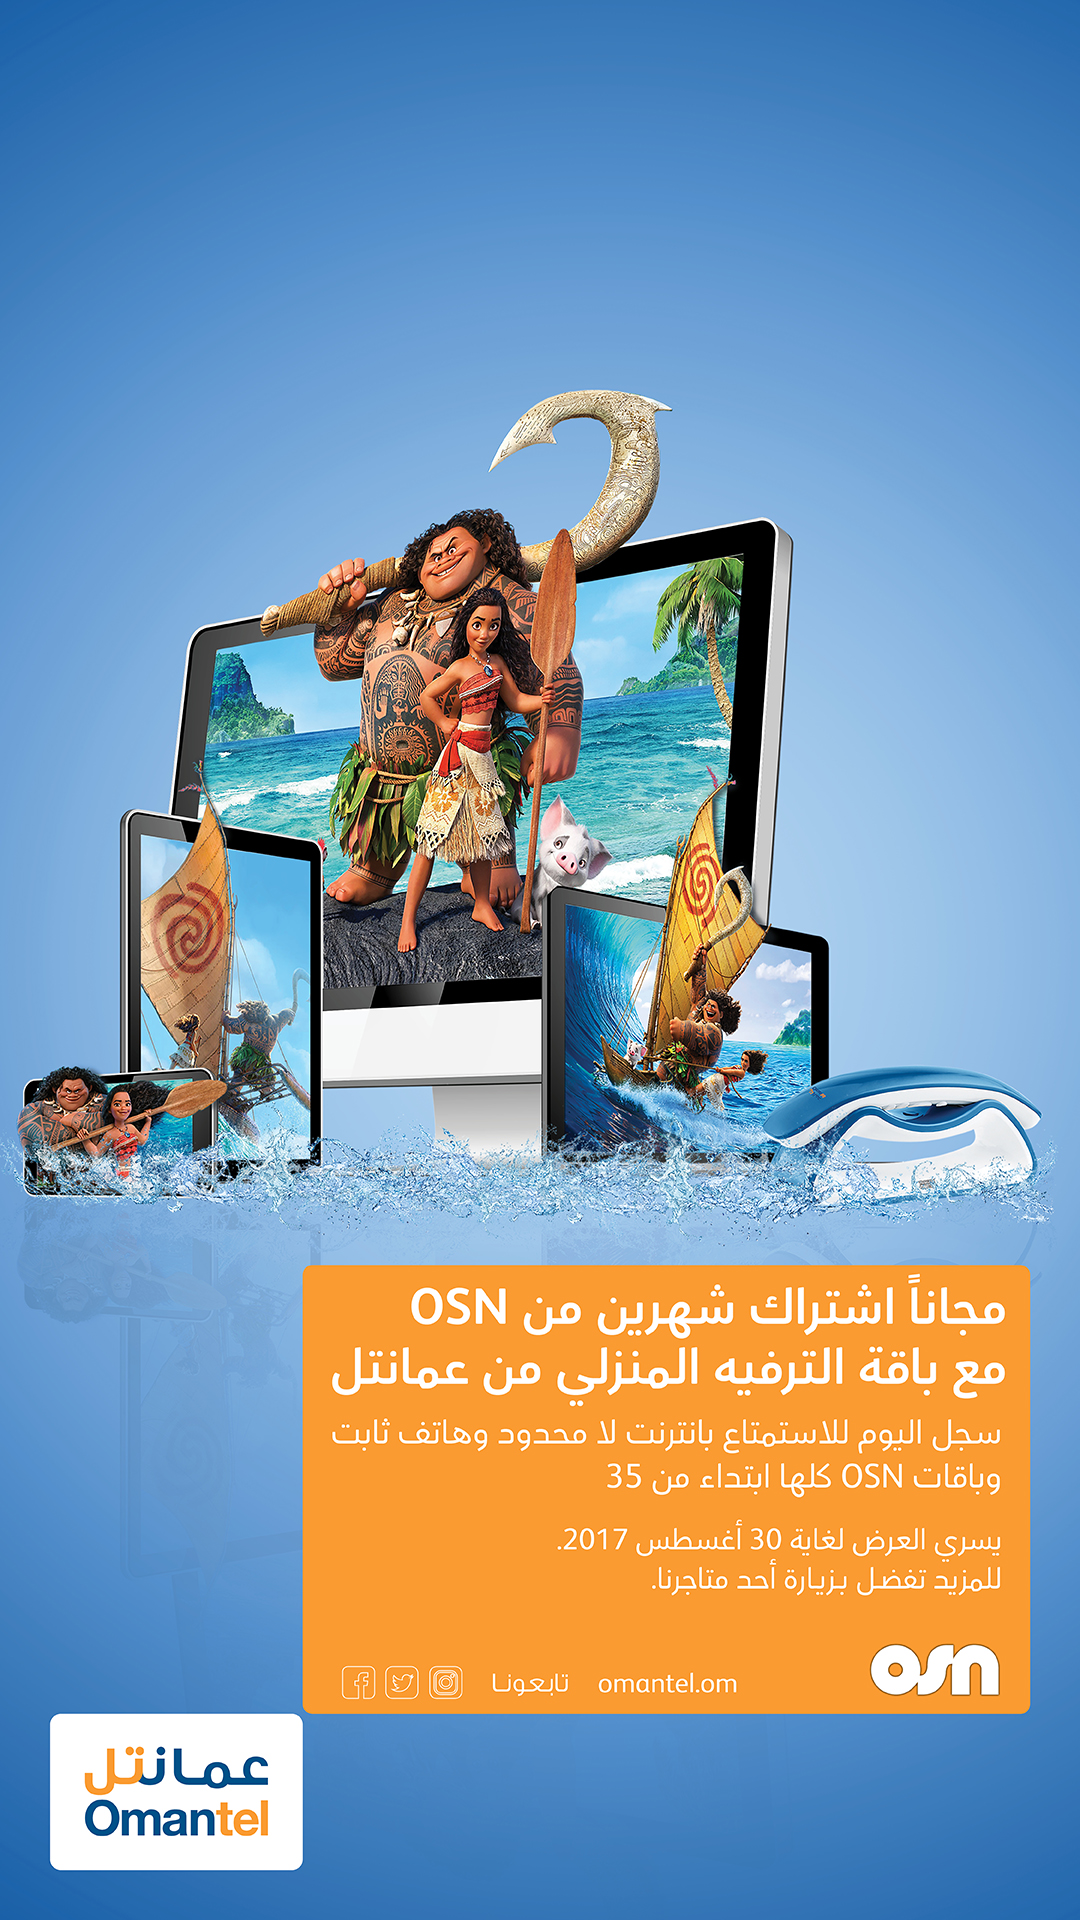 مجاناً اشتراك شهرين من OSN
مع باقة الترفيه المنزلي من عمانتل
سجل اليوم للاستمتاع بانترنت لا محدود وهاتف ثابت
وباقات OSN كلها ابتداء من 35
يسري العرض لغاية 30 أغسطس 2017.
للمزيد تفضل بزيارة أحد متاجرنا.
osn
تابعونا omantel.om
عمانتل
Omantel